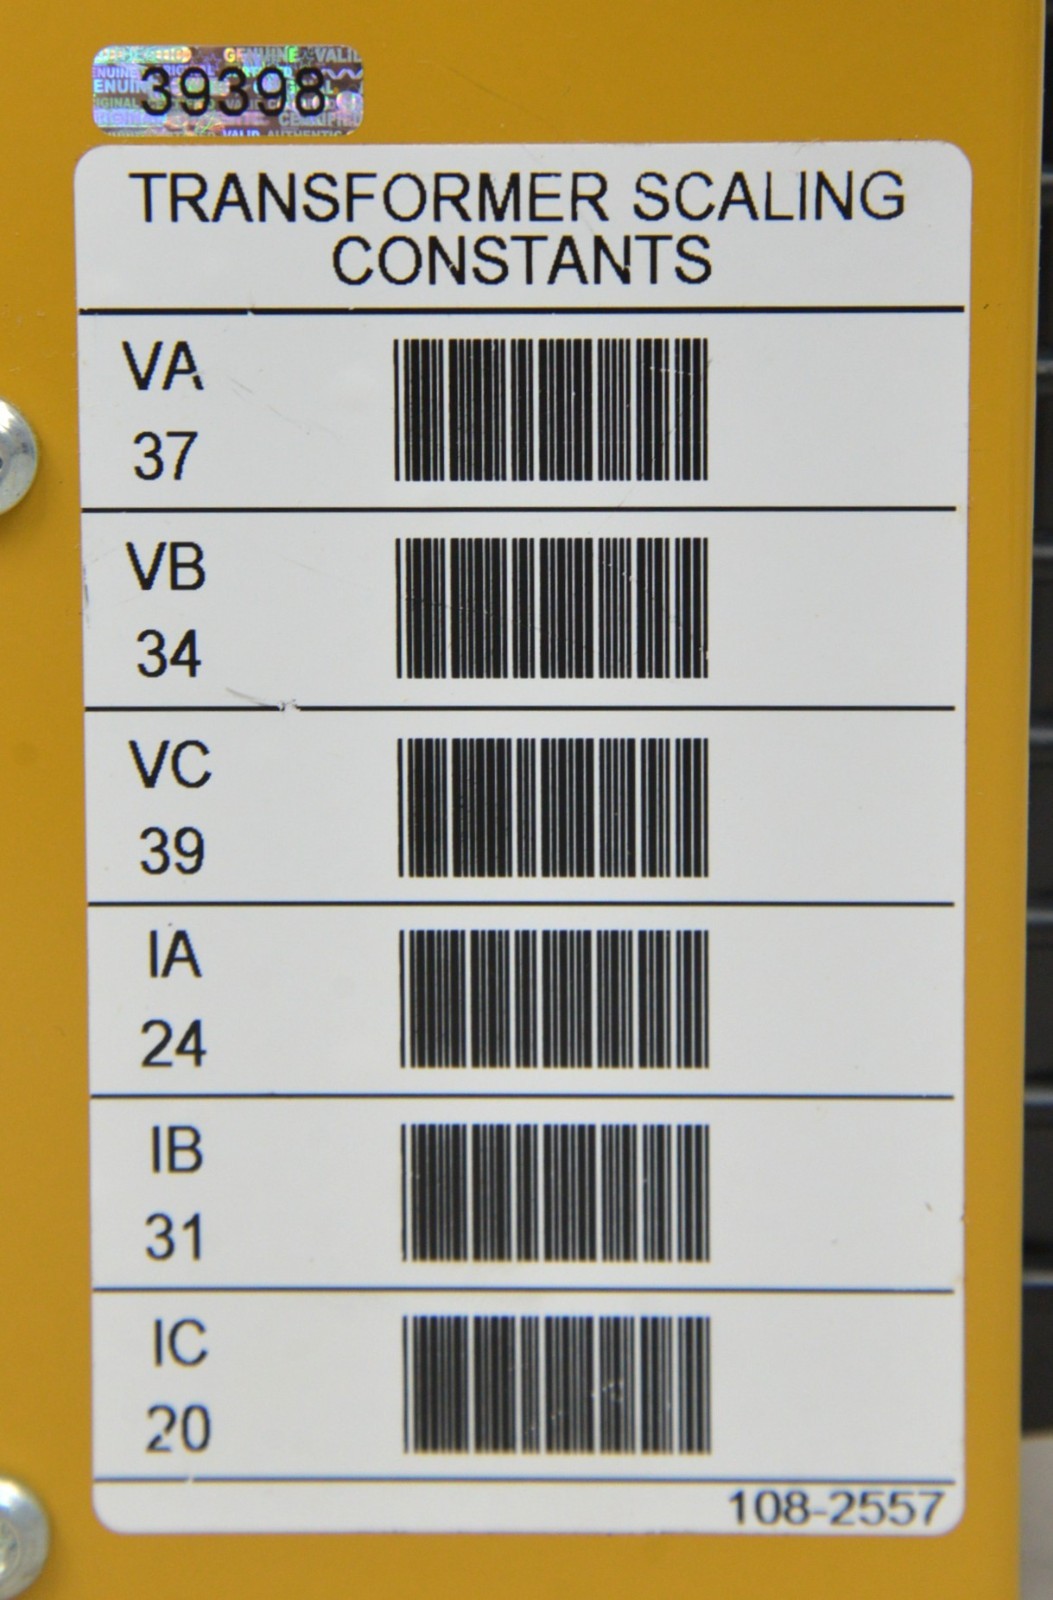 39398
TRANSFORMER SCALING
CONSTANTS
VA
37
VB
34
VC
39
IA
24
IB
31
IC
20
108-2557